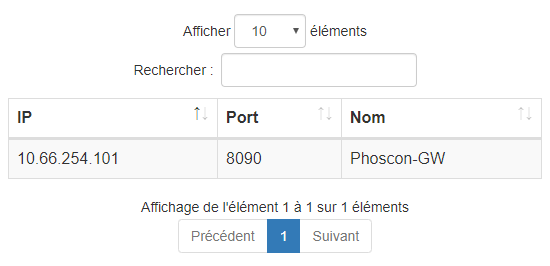 Afficher 10 éléments
Rechercher :
IP Port Nom
10.66.254.101 8090 Phoscon-GW
Affichage de l'élément 1 à 1 sur 1 éléments
Précédent 1 Suivant